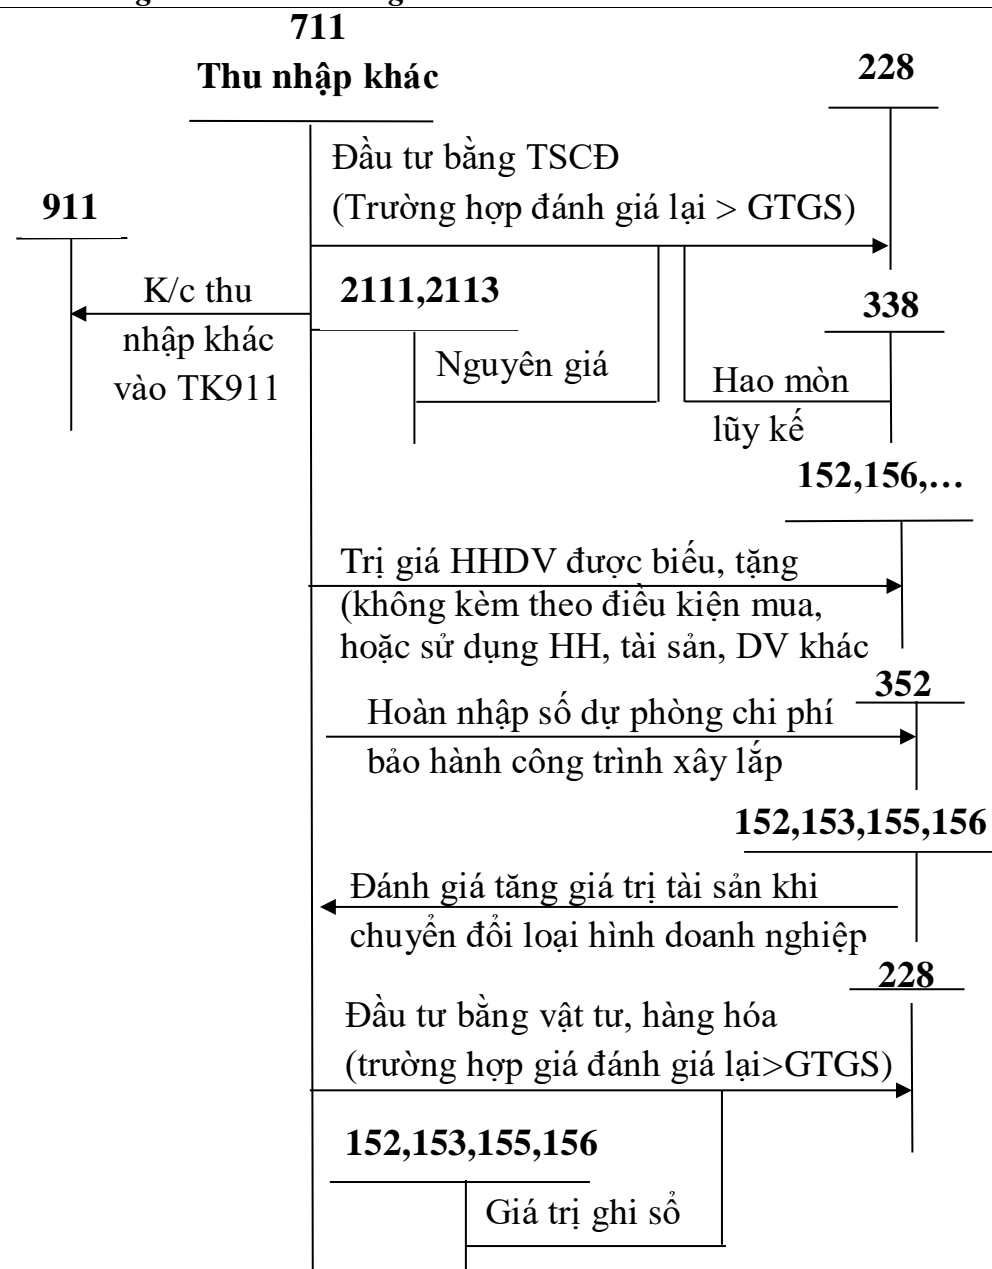 711
Thu nhập khác
228
Đầu tư bằng TSCĐ
(Trường hợp đánh giá lại > GTGS)
911
K/c thu
nhập khác
vào TK911
2111,2113
338
Nguyên giá
Hao mòn
lũy kế
152,156,…
Trị giá HHDV được biếu, tặng
(không kèm theo điều kiện mua,
hoặc sử dụng HH, tài sản, DV khác
352
Hoàn nhập số dự phòng chi phí
bảo hành công trình xây lắp
152,153,155,156
Đánh giá tăng giá trị tài sản khi
chuyển đổi loại hình doanh nghiệp
228
Đầu tư bằng vật tư, hàng hóa
(trường hợp giá đánh giá lại>GTGS)
152,153,155,156
Giá trị ghi sổ